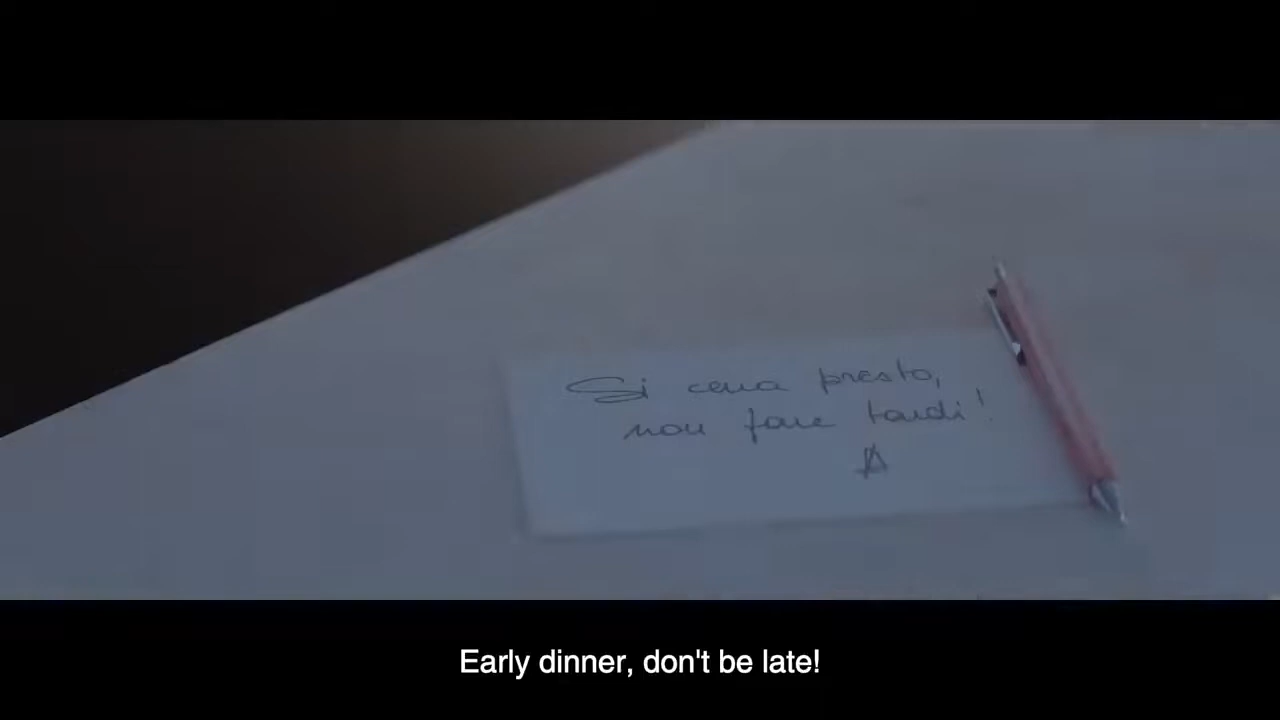 Si cena presto,
non fare tardi!
A
Early dinner, don't be late!